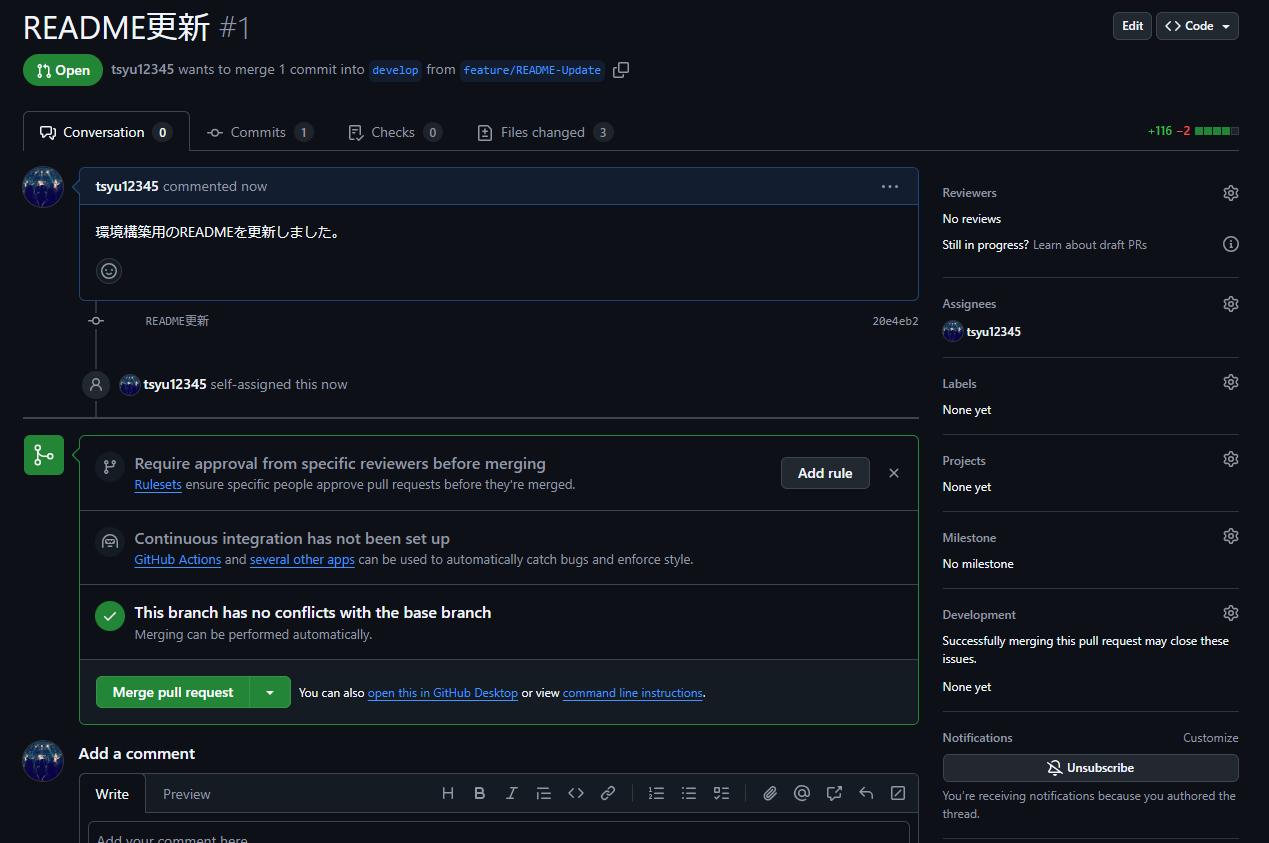 README更新 #1
Edit
Code
Open
tsyu12345 wants to merge 1 commit into develop from feature/README-Update
Conversation 0
Commits 1
Checks 0
Files changed 3
+116 −2
tsyu12345 commented now
環境構築用のREADMEを更新しました。
README更新
20e4eb2
tsyu12345 self-assigned this now
Require approval from specific reviewers before merging
Rulesets ensure specific people approve pull requests before they're merged.
Add rule
Continuous integration has not been set up
GitHub Actions and several other apps can be used to automatically catch bugs and enforce style.
This branch has no conflicts with the base branch
Merging can be performed automatically.
Merge pull request
You can also open this in GitHub Desktop or view command line instructions.
Add a comment
Write
Preview
Add your comment here
Reviewers
No reviews
Still in progress? Learn about draft PRs
Assignees
tsyu12345
Labels
None yet
Projects
None yet
Milestone
No milestone
Development
Successfully merging this pull request may close these
issues.
None yet
Notifications
Customize
Unsubscribe
You're receiving notifications because you authored the
thread.